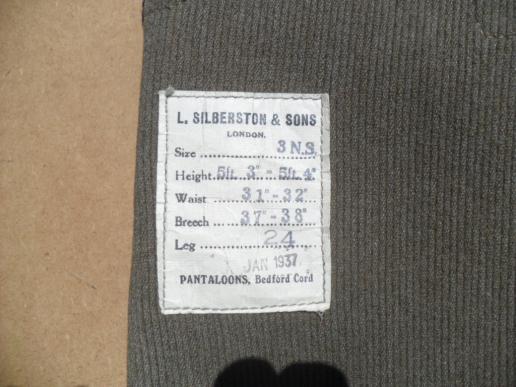 L. SILBERSTON & SONS
LONDON.
Size 3 N.S.
Height 5ft. 3" - 5ft. 4"
Waist 31" - 32"
Breech 37" - 38"
Leg 24
JAN 1937
PANTALOONS, Bedford Cord